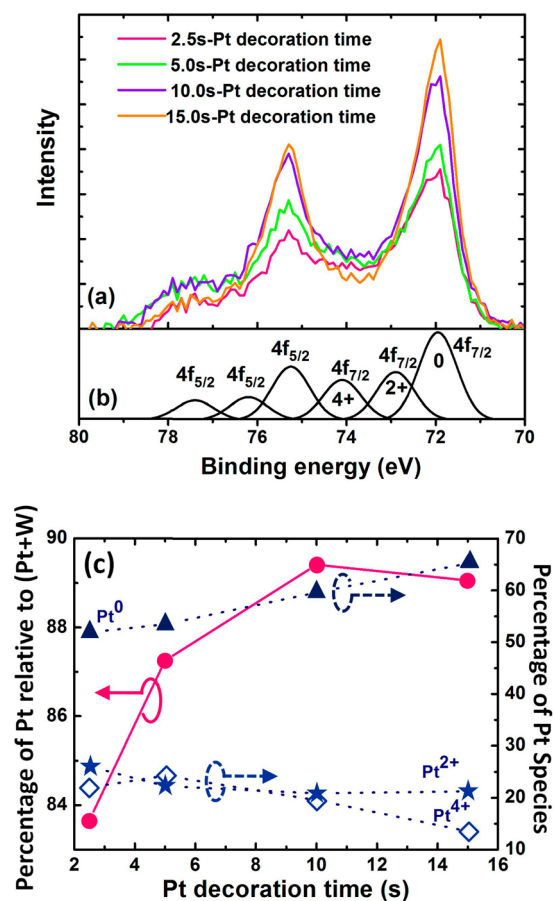 2.5s-Pt decoration time
5.0s-Pt decoration time
10.0s-Pt decoration time
15.0s-Pt decoration time
Intensity
(a)
4f5/2
4f5/2
4f5/2
4f7/2
4f7/2
4f7/2
4+
2+
0
(b)
80 78 76 74 72 70
Binding energy (eV)
(c)
90
88
86
84
Percentage of Pt relative to (Pt+W)
70
60
50
40
30
20
10
Percentage of Pt Species
Pt0
Pt2+
Pt4+
2 4 6 8 10 12 14 16
Pt decoration time (s)